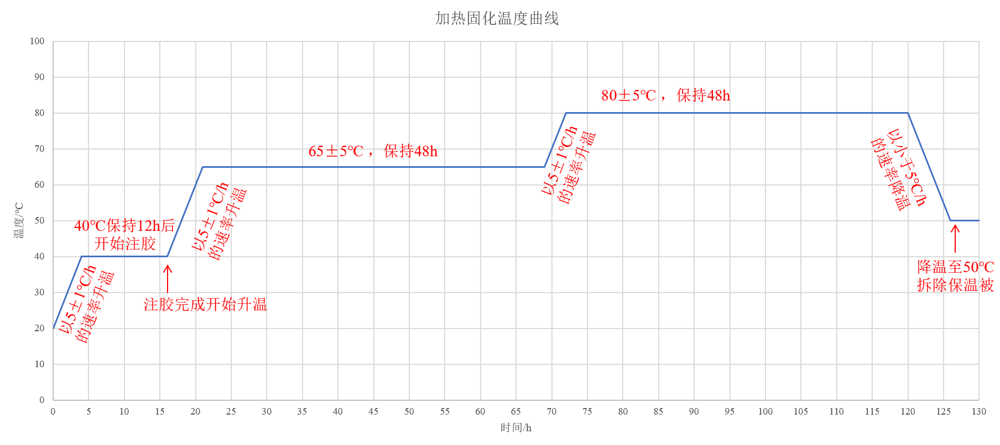 加热固化温度曲线
100
90
80
70
60
50
40
30
20
10
0
温度/℃
0 5 10 15 20 25 30 35 40 45 50 55 60 65 70 75 80 85 90 95 100 105 110 115 120 125 130
时间/h
以5±1℃/h
的速率升温
40℃保持12h后
开始注胶
注胶完成开始升温
以5±1℃/h
的速率升温
65±5℃，保持48h
以5±1℃/h
的速率升温
80±5℃，保持48h
以小于5℃/h
的速率降温
降温至50℃
拆除保温被